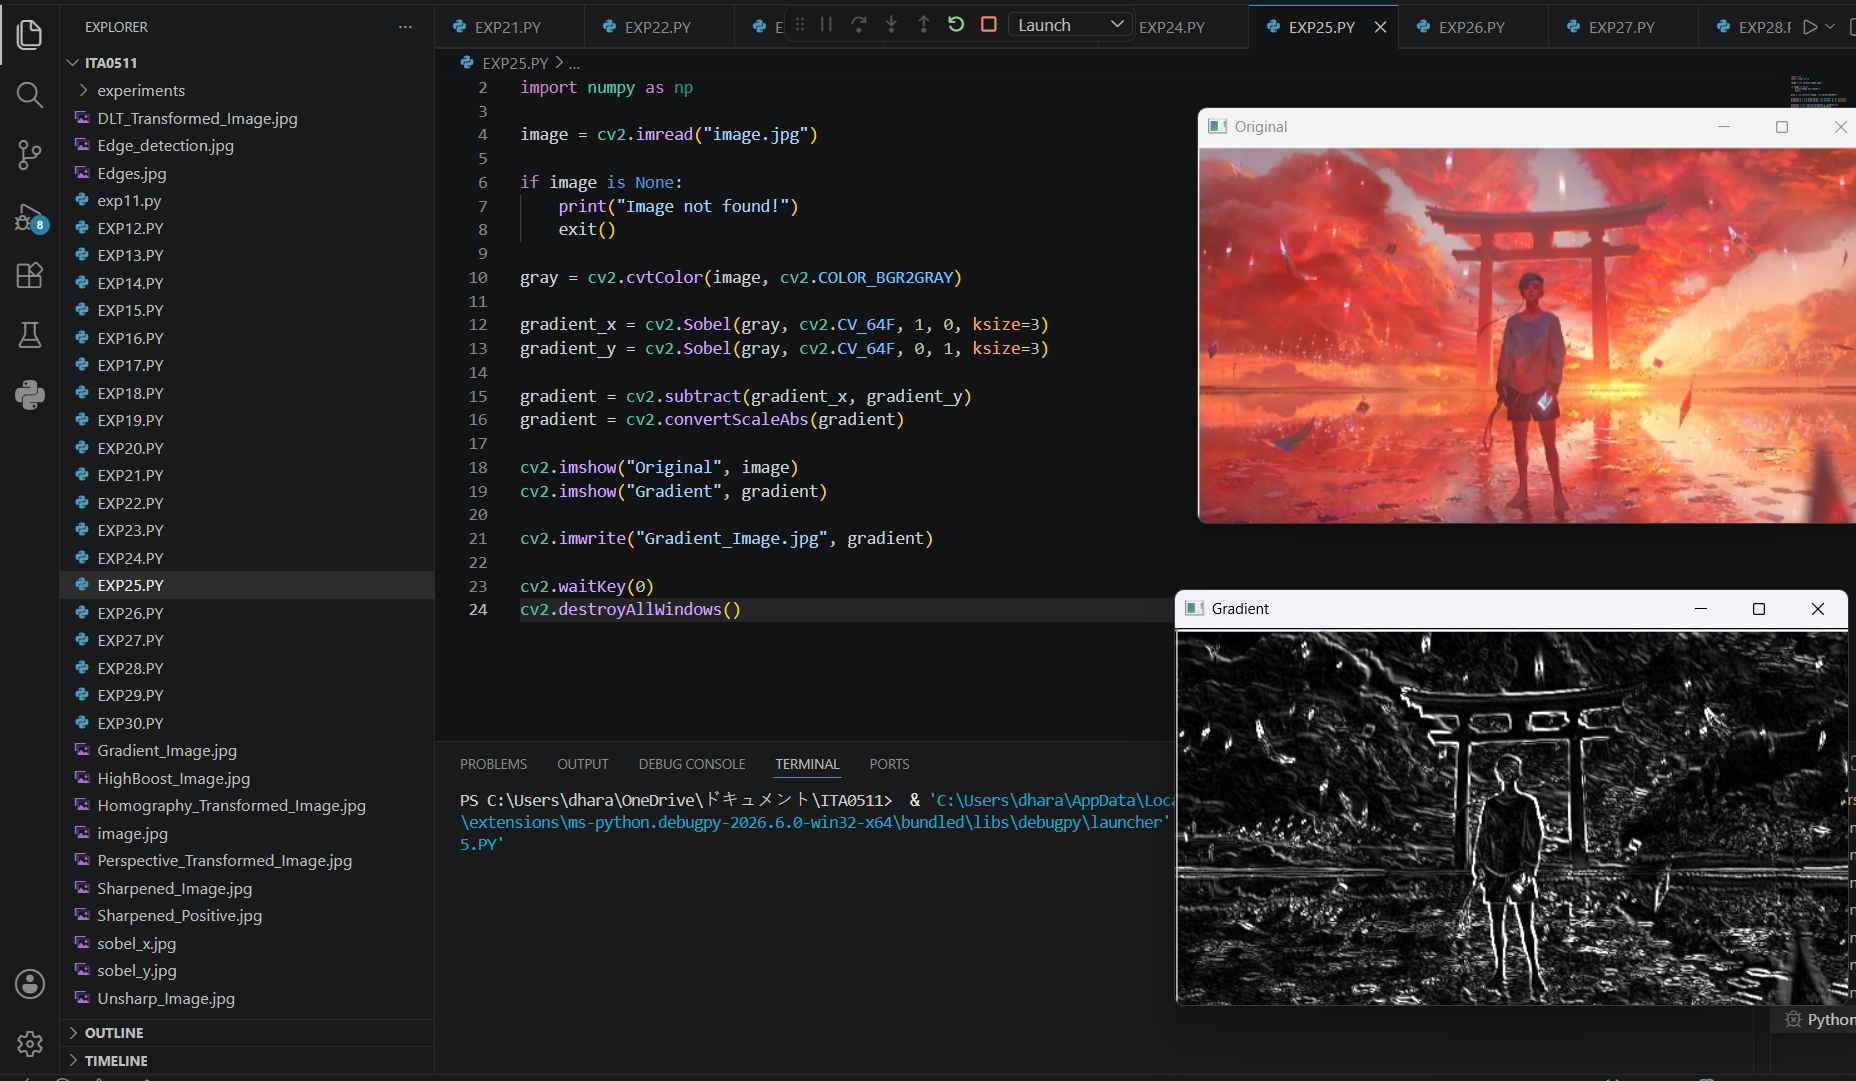 EXPLORER
ITA0511
experiments
DLT_Transformed_Image.jpg
Edge_detection.jpg
Edges.jpg
exp11.py
EXP12.PY
EXP13.PY
EXP14.PY
EXP15.PY
EXP16.PY
EXP17.PY
EXP18.PY
EXP19.PY
EXP20.PY
EXP21.PY
EXP22.PY
EXP23.PY
EXP24.PY
EXP25.PY
EXP26.PY
EXP27.PY
EXP28.PY
EXP29.PY
EXP30.PY
Gradient_Image.jpg
HighBoost_Image.jpg
Homography_Transformed_Image.jpg
image.jpg
Perspective_Transformed_Image.jpg
Sharpened_Image.jpg
Sharpened_Positive.jpg
sobel_x.jpg
sobel_y.jpg
Unsharp_Image.jpg
OUTLINE
TIMELINE
8
EXP21.PY EXP22.PY E Launch EXP24.PY EXP25.PY EXP26.PY EXP27.PY EXP28.F
EXP25.PY > ...
2 import numpy as np
3
4 image = cv2.imread("image.jpg")
5
6 if image is None:
7 print("Image not found!")
8 exit()
9
10 gray = cv2.cvtColor(image, cv2.COLOR_BGR2GRAY)
11
12 gradient_x = cv2.Sobel(gray, cv2.CV_64F, 1, 0, ksize=3)
13 gradient_y = cv2.Sobel(gray, cv2.CV_64F, 0, 1, ksize=3)
14
15 gradient = cv2.subtract(gradient_x, gradient_y)
16 gradient = cv2.convertScaleAbs(gradient)
17
18 cv2.imshow("Original", image)
19 cv2.imshow("Gradient", gradient)
20
21 cv2.imwrite("Gradient_Image.jpg", gradient)
22
23 cv2.waitKey(0)
24 cv2.destroyAllWindows()
Original
Gradient
PROBLEMS OUTPUT DEBUG CONSOLE TERMINAL PORTS
PS C:\Users\dhara\OneDrive\ドキュメント\ITA0511> & 'C:\Users\dhara\AppData\Loca
\extensions\ms-python.debugpy-2026.6.0-win32-x64\bundled\libs\debugpy\launcher'
5.PY'
Python